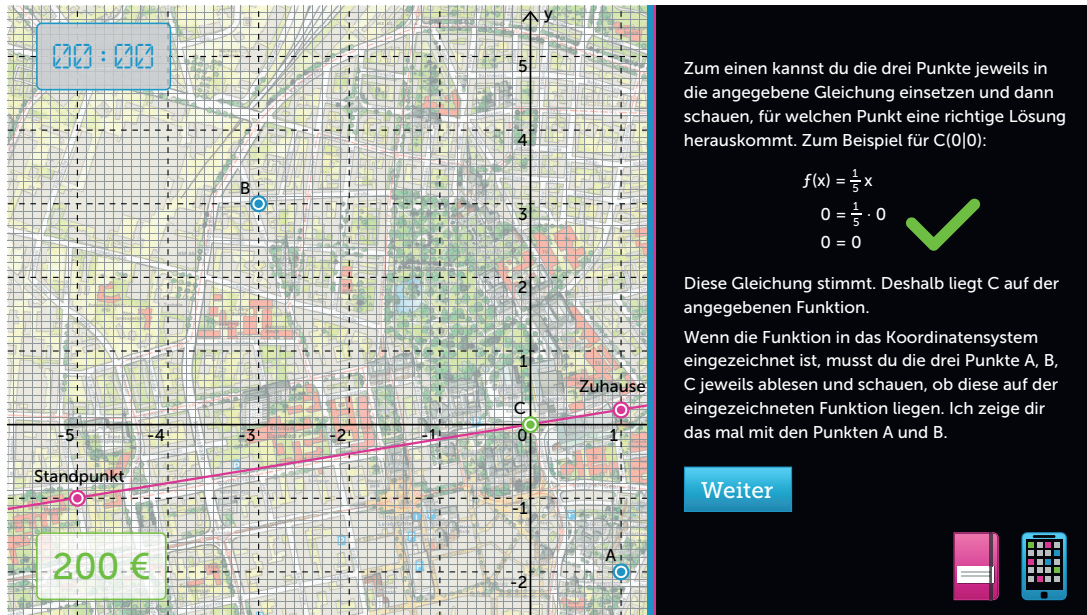 00:00
y
5
4
B
3
2
1
Zuhause
C
-5
-4
-3
-2
-1
0
1
Standpunkt
-1
A
200 €
-2
Zum einen kannst du die drei Punkte jeweils in
die angegebene Gleichung einsetzen und dann
schauen, für welchen Punkt eine richtige Lösung
herauskommt. Zum Beispiel für C(0|0):
f(x) = 1/5 x
0 = 1/5 · 0
0 = 0
Diese Gleichung stimmt. Deshalb liegt C auf der
angegebenen Funktion.
Wenn die Funktion in das Koordinatensystem
eingezeichnet ist, musst du die drei Punkte A, B,
C jeweils ablesen und schauen, ob diese auf der
eingezeichneten Funktion liegen. Ich zeige dir
das mal mit den Punkten A und B.
Weiter